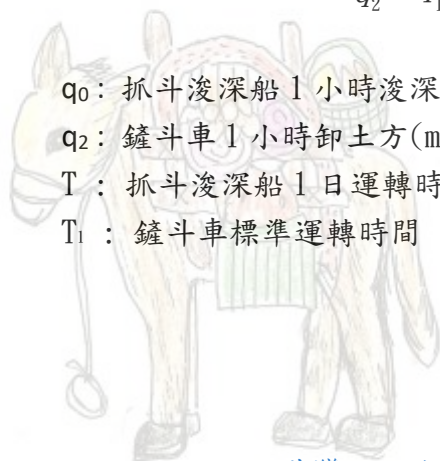 q₂ T₁
q₀：抓斗浚深船 1 小時浚深
q₂：鏟斗車 1 小時卸土方(m
T ：抓斗浚深船 1 日運轉時
T₁ ：鏟斗車標準運轉時間